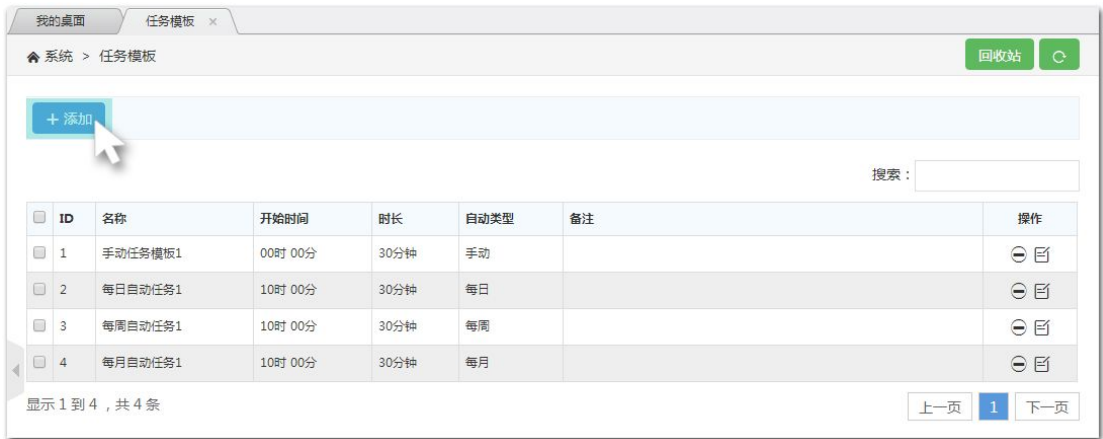 我的桌面 任务模板 ×
系统 > 任务模板 回收站
+ 添加
搜索：
ID 名称 开始时间 时长 自动类型 备注 操作
1 手动任务模板1 00时 00分 30分钟 手动
2 每日自动任务1 10时 00分 30分钟 每日
3 每周自动任务1 10时 00分 30分钟 每周
4 每月自动任务1 10时 00分 30分钟 每月
显示 1 到 4 ，共 4 条 上一页 1 下一页